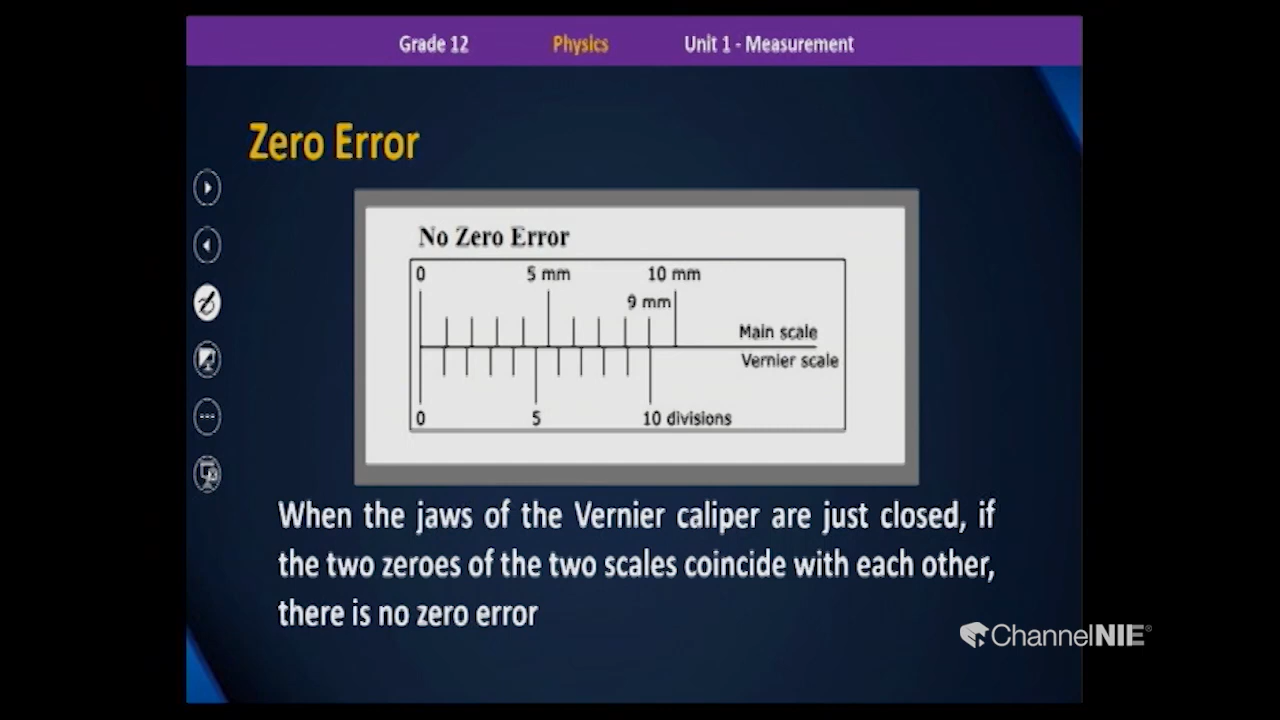 Grade 12 Physics Unit 1 - Measurement
Zero Error
No Zero Error
0 5 mm 10 mm
9 mm
Main scale
Vernier scale
0 5 10 divisions
When the jaws of the Vernier caliper are just closed, if
the two zeroes of the two scales coincide with each other,
there is no zero error
ChannelNIE®